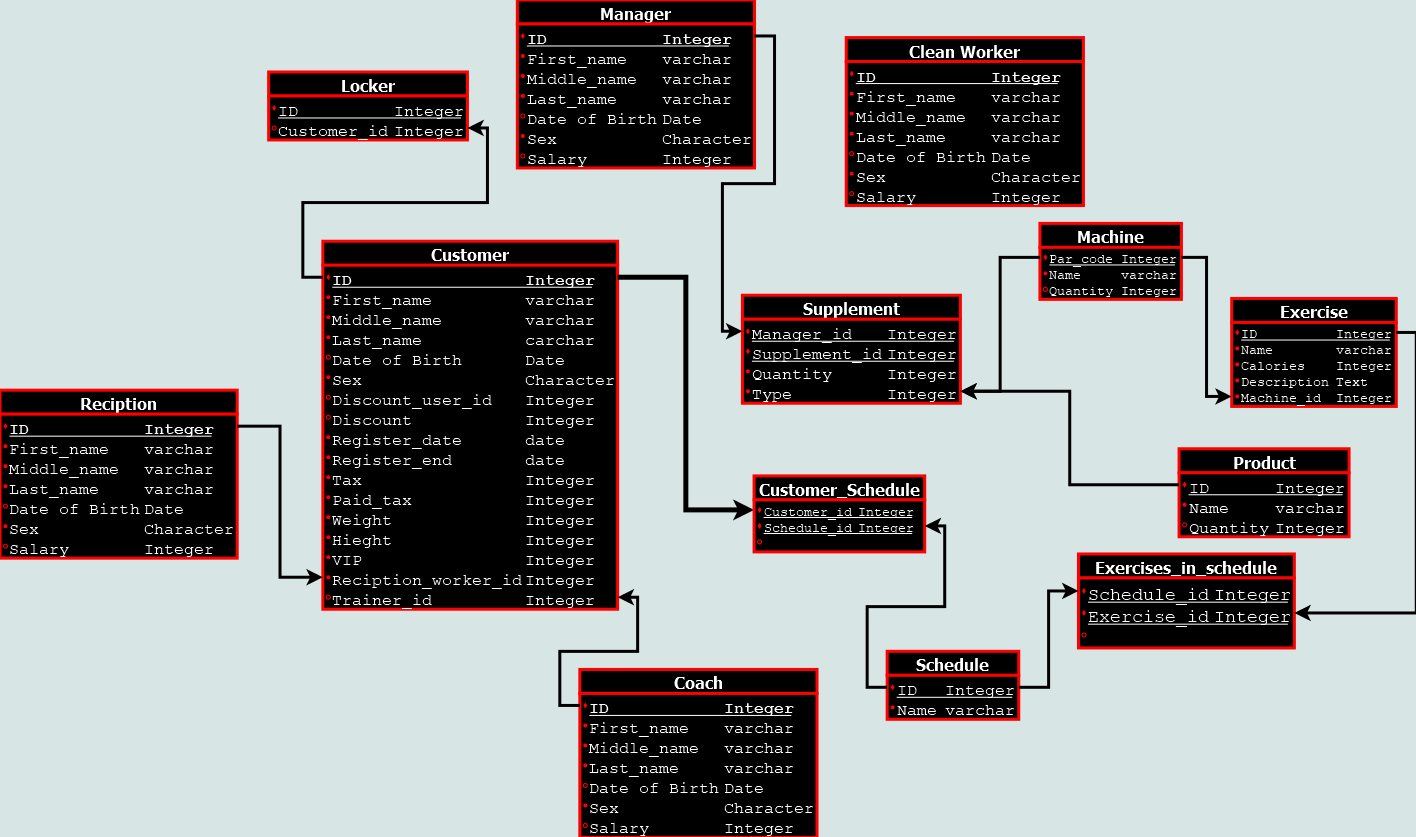 Manager
ID Integer
First_name varchar
Middle_name varchar
Last_name varchar
Date of Birth Date
Sex Character
Salary Integer
Clean Worker
ID Integer
First_name varchar
Middle_name varchar
Last_name varchar
Date of Birth Date
Sex Character
Salary Integer
Locker
ID Integer
Customer_id Integer
Machine
Par_code Integer
Name varchar
Quantity Integer
Customer
ID Integer
First_name varchar
Middle_name varchar
Last_name carchar
Date of Birth Date
Sex Character
Discount_user_id Integer
Discount Integer
Register_date date
Register_end date
Tax Integer
Paid_tax Integer
Weight Integer
Hieght Integer
VIP Integer
Reciption_worker_id Integer
Trainer_id Integer
Supplement
Manager_id Integer
Supplement_id Integer
Quantity Integer
Type Integer
Exercise
ID Integer
Name varchar
Calories Integer
Description Text
Machine_id Integer
Reciption
ID Integer
First_name varchar
Middle_name varchar
Last_name varchar
Date of Birth Date
Sex Character
Salary Integer
Product
ID Integer
Name varchar
Quantity Integer
Customer_Schedule
Customer_id Integer
Schedule_id Integer
Exercises_in_schedule
Schedule_id Integer
Exercise_id Integer
Schedule
ID Integer
Name varchar
Coach
ID Integer
First_name varchar
Middle_name varchar
Last_name varchar
Date of Birth Date
Sex Character
Salary Integer